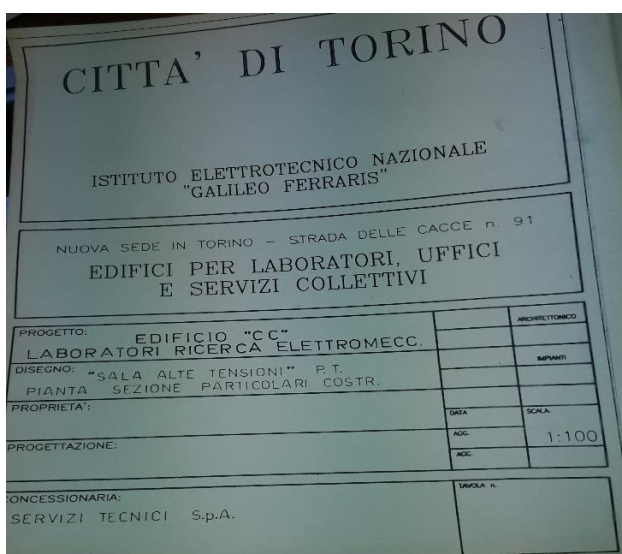 CITTA' DI TORINO
ISTITUTO ELETTROTECNICO NAZIONALE
"GALILEO FERRARIS"
NUOVA SEDE IN TORINO – STRADA DELLE CACCE n. 91
EDIFICI PER LABORATORI, UFFICI
E SERVIZI COLLETTIVI
PROGETTO: EDIFICIO "CC"
LABORATORI RICERCA ELETTROMECC.
ARCHITETTONICO
DISEGNO: "SALA ALTE TENSIONI" P.T.
PIANTA SEZIONE PARTICOLARI COSTR.
IMPIANTI
PROPRIETA':
DATA
SCALA:
PROGETTAZIONE:
AGG.
1:100
AGG.
CONCESSIONARIA:
SERVIZI TECNICI S.p.A.
TAVOLA n.